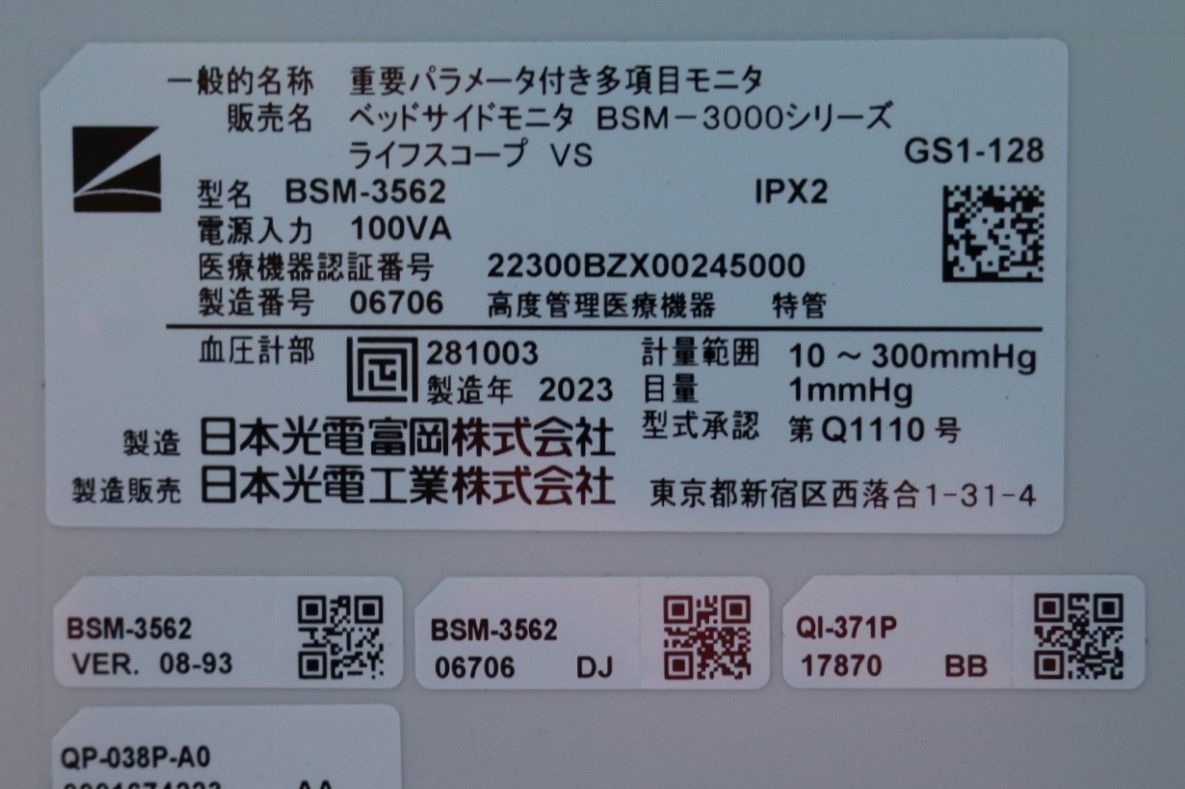 一般的名称 重要パラメータ付き多項目モニタ
販売名 ベッドサイドモニタ BSM-3000シリーズ
ライフスコープ VS
GS1-128
型名 BSM-3562 IPX2
電源入力 100VA
医療機器認証番号 22300BZX00245000
製造番号 06706 高度管理医療機器 特管
血圧計部 正 281003 計量範囲 10～300mmHg
製造年 2023 目量 1mmHg
型式承認 第Q1110号
製造 日本光電富岡株式会社
製造販売 日本光電工業株式会社 東京都新宿区西落合1-31-4
BSM-3562
VER. 08-93
BSM-3562
06706 DJ
QI-371P
17870 BB
QP-038P-A0
AA